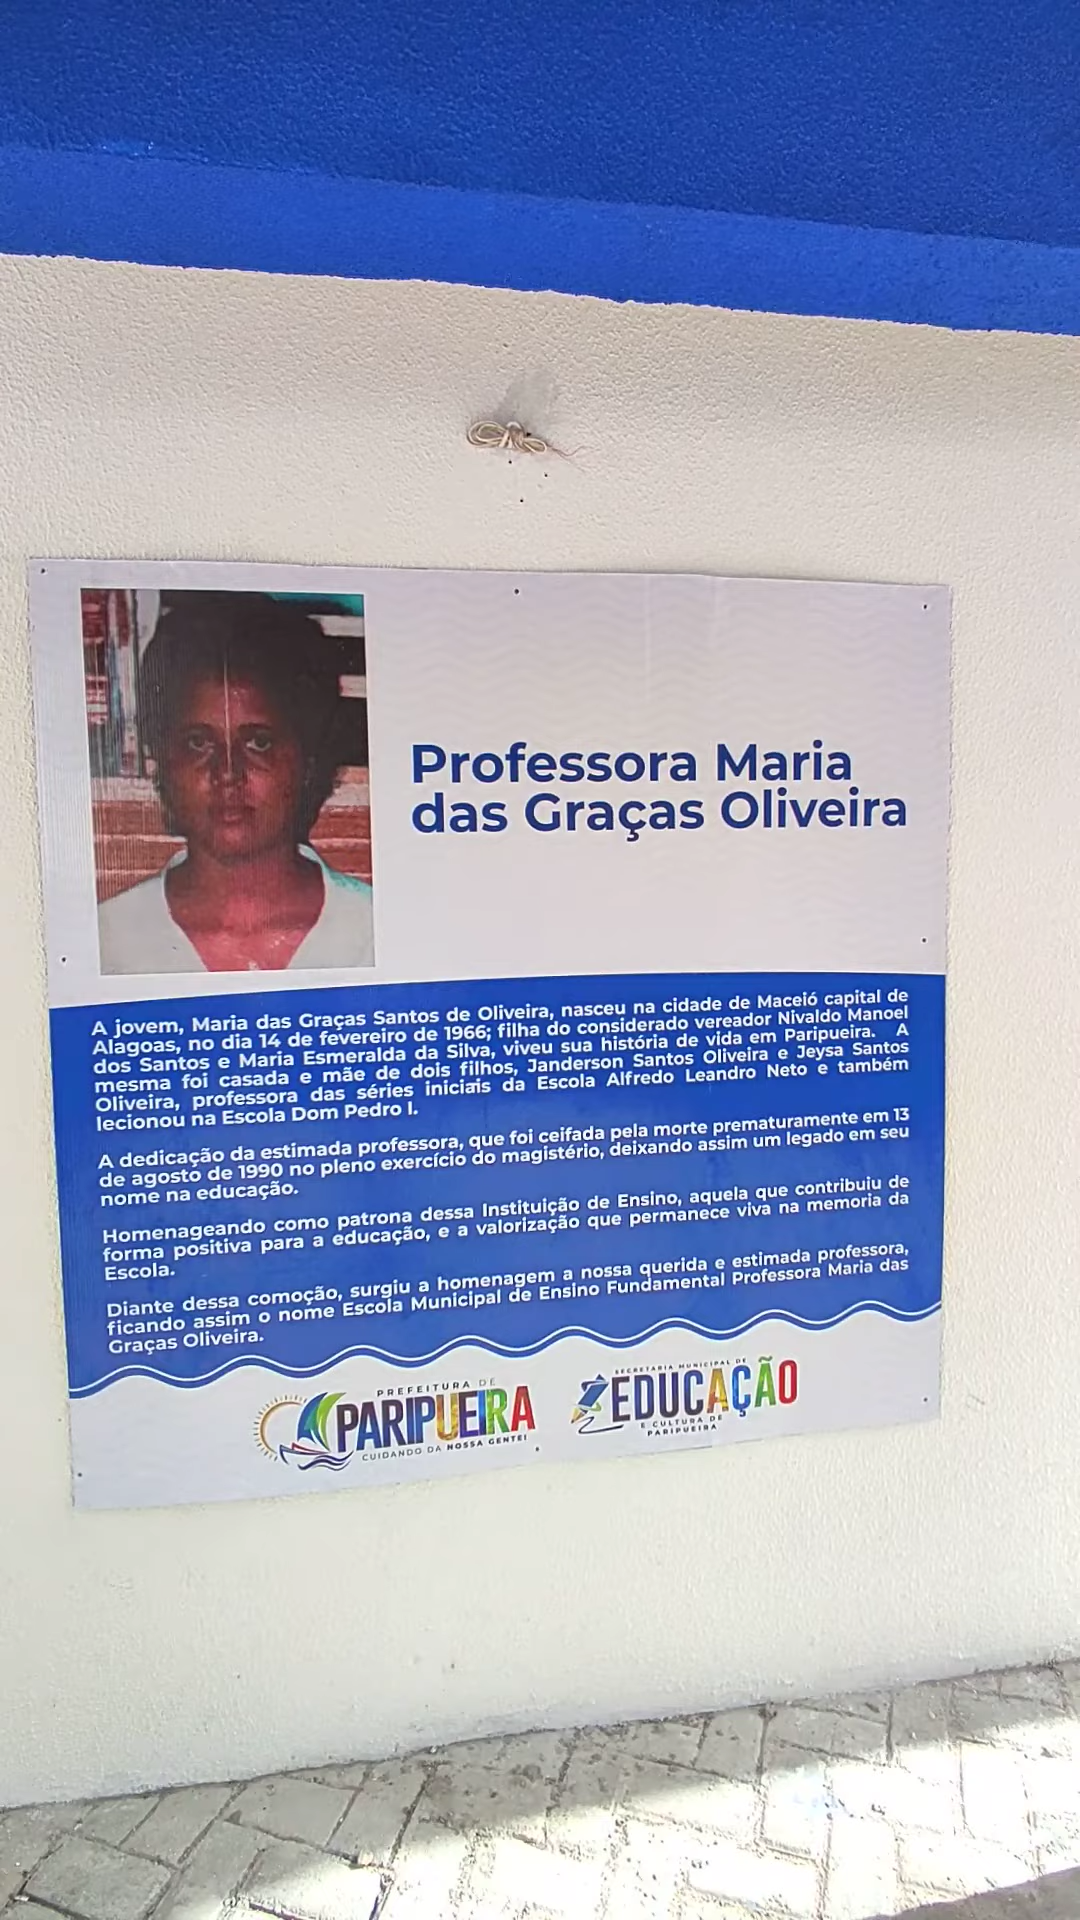 Professora Maria
das Graças Oliveira
A jovem, Maria das Graças Santos de Oliveira, nasceu na cidade de Maceió capital de
Alagoas, no dia 14 de fevereiro de 1966; filha do considerado vereador Nivaldo Manoel
dos Santos e Maria Esmeralda da Silva, viveu sua história de vida em Paripueira. A
mesma foi casada e mãe de dois filhos, Janderson Santos Oliveira e Jeysa Santos
Oliveira, professora das séries iniciais da Escola Alfredo Leandro Neto e também
lecionou na Escola Dom Pedro I.
A dedicação da estimada professora, que foi ceifada pela morte prematuramente em 13
de agosto de 1990 no pleno exercício do magistério, deixando assim um legado em seu
nome na educação.
Homenageando como patrona dessa Instituição de Ensino, aquela que contribuiu de
forma positiva para a educação, e a valorização que permanece viva na memoria da
Escola.
Diante dessa comoção, surgiu a homenagem a nossa querida e estimada professora,
ficando assim o nome Escola Municipal de Ensino Fundamental Professora Maria das
Graças Oliveira.
PREFEITURA DE
PARIPUEIRA
CUIDANDO DA NOSSA GENTE!
SECRETARIA MUNICIPAL DE
EDUCAÇÃO
E CULTURA DE
PARIPUEIRA